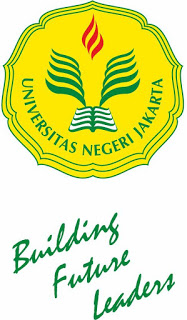 UNIVERSITAS NEGERI JAKARTA
Building
Future
Leaders